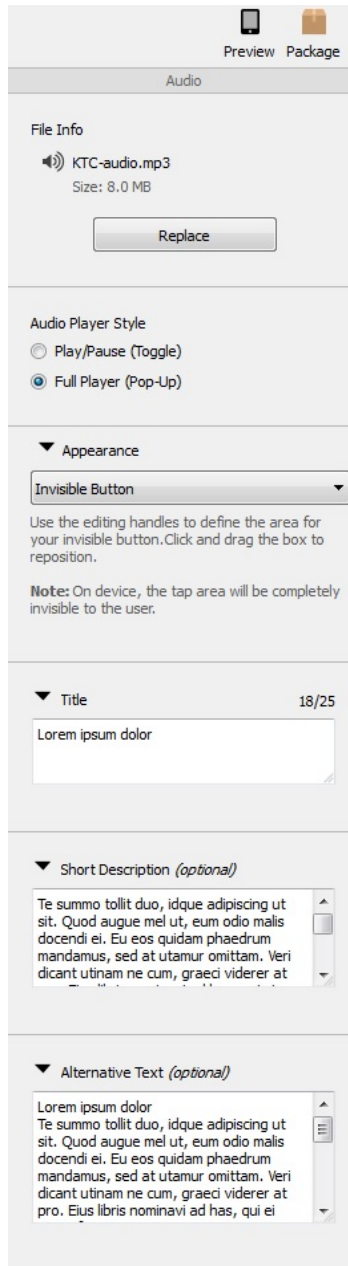 Preview Package
Audio
File Info
KTC-audio.mp3
Size: 8.0 MB
Replace
Audio Player Style
Play/Pause (Toggle)
Full Player (Pop-Up)
Appearance
Invisible Button
Use the editing handles to define the area for
your invisible button.Click and drag the box to
reposition.
Note: On device, the tap area will be completely
invisible to the user.
Title 18/25
Lorem ipsum dolor
Short Description (optional)
Te summo tollit duo, idque adipiscing ut
sit. Quod augue mel ut, eum odio malis
docendi ei. Eu eos quidam phaedrum
mandamus, sed at utamur omittam. Veri
dicant utinam ne cum, graeci viderer at
Alternative Text (optional)
Lorem ipsum dolor
Te summo tollit duo, idque adipiscing ut
sit. Quod augue mel ut, eum odio malis
docendi ei. Eu eos quidam phaedrum
mandamus, sed at utamur omittam. Veri
dicant utinam ne cum, graeci viderer at
pro. Eius libris nominavi ad has, qui ei